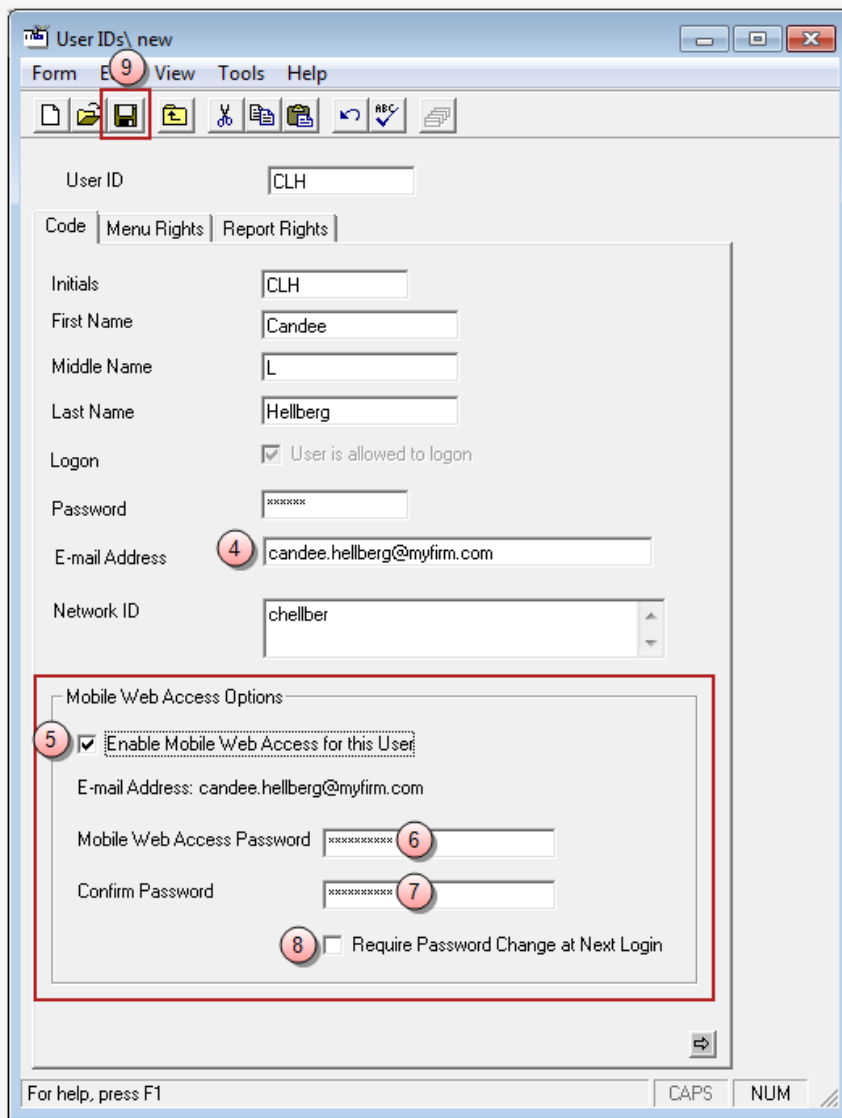 User IDs\ new
Form E 9 View Tools Help
ABC
User ID CLH
Code Menu Rights Report Rights
Initials CLH
First Name Candee
Middle Name L
Last Name Hellberg
Logon User is allowed to logon
Password ******
E-mail Address 4 candee.hellberg@myfirm.com
Network ID chellber
Mobile Web Access Options
5 Enable Mobile Web Access for this User
E-mail Address: candee.hellberg@myfirm.com
Mobile Web Access Password ********** 6
Confirm Password ********** 7
8 Require Password Change at Next Login
For help, press F1 CAPS NUM